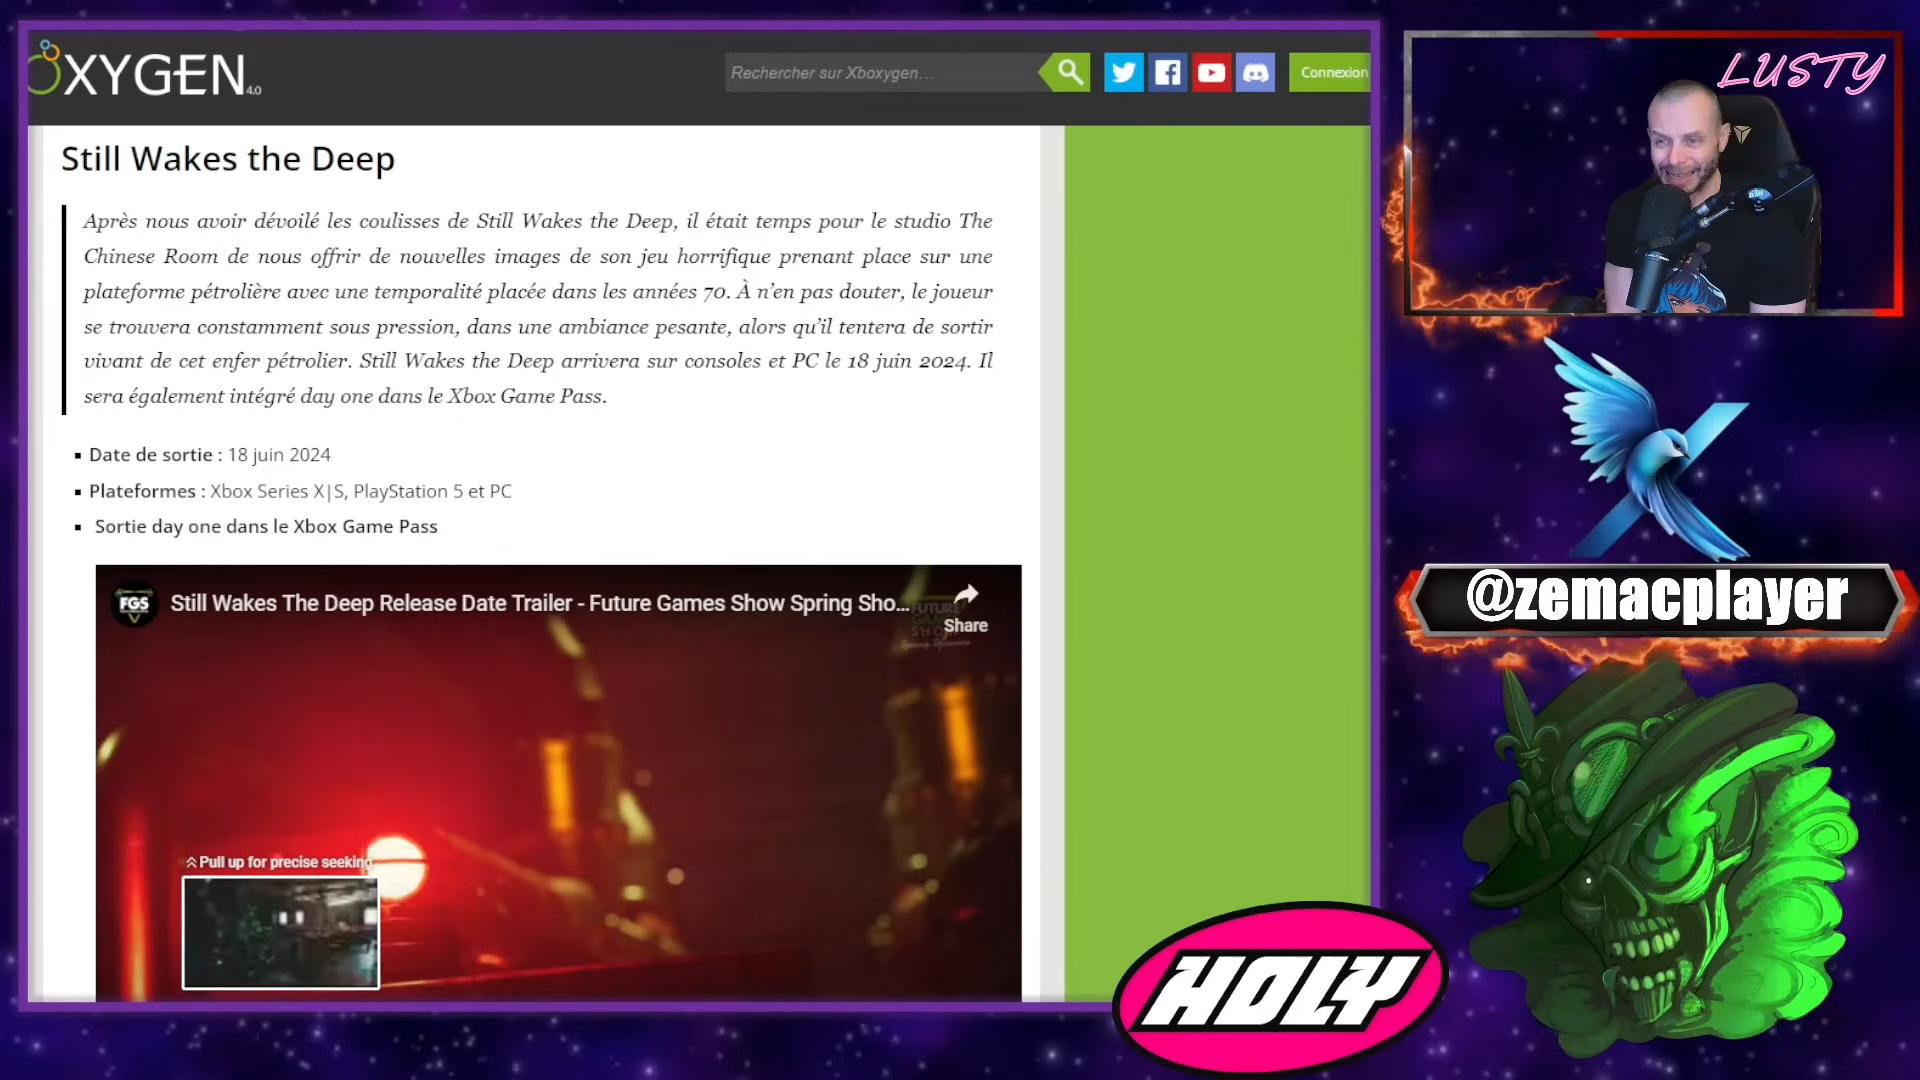 OXYGEN4.0
Rechercher sur Xboxygen…
Connexion
Still Wakes the Deep
Après nous avoir dévoilé les coulisses de Still Wakes the Deep, il était temps pour le studio The
Chinese Room de nous offrir de nouvelles images de son jeu horrifique prenant place sur une
plateforme pétrolière avec une temporalité placée dans les années 70. À n’en pas douter, le joueur
se trouvera constamment sous pression, dans une ambiance pesante, alors qu’il tentera de sortir
vivant de cet enfer pétrolier. Still Wakes the Deep arrivera sur consoles et PC le 18 juin 2024. Il
sera également intégré day one dans le Xbox Game Pass.
Date de sortie : 18 juin 2024
Plateformes : Xbox Series X|S, PlayStation 5 et PC
Sortie day one dans le Xbox Game Pass
FGS
Still Wakes The Deep Release Date Trailer - Future Games Show Spring Sho...
Share
FUTURE
GAMES
SHOW
Pull up for precise seeking
LUSTY
@zemacplayer
HOLY